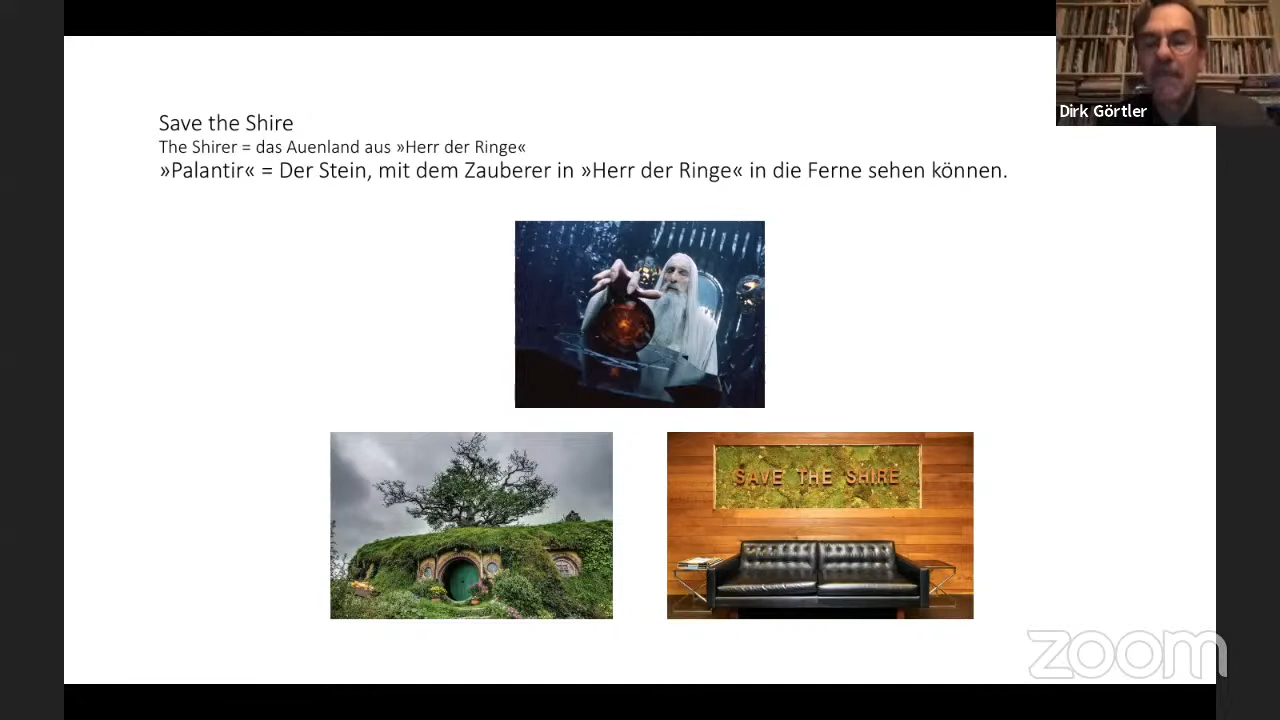 Save the Shire
The Shirer = das Auenland aus »Herr der Ringe«
»Palantir« = Der Stein, mit dem Zauberer in »Herr der Ringe« in die Ferne sehen können.
Dirk Görtler
SAVE THE SHIRE
zoom